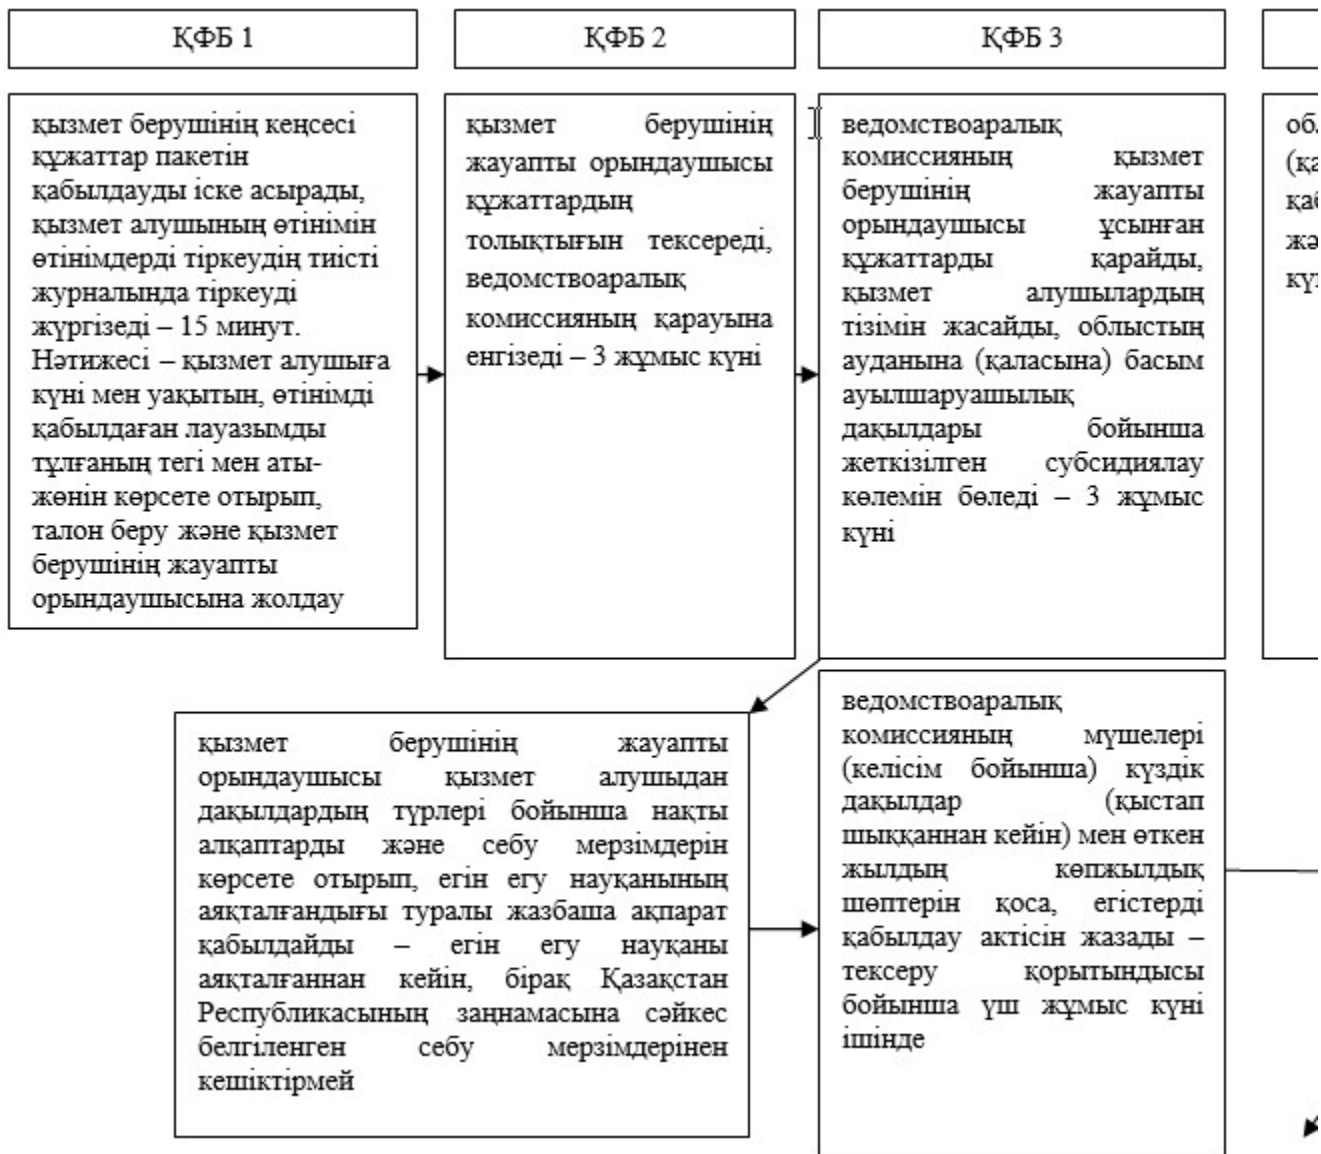 ҚФБ 1
ҚФБ 2
ҚФБ 3
қызмет берушінің кеңсесі
құжаттар пакетін
қабылдауды іске асырады,
қызмет алушының өтінімін
өтінімдерді тіркеудің тиісті
журналында тіркеуді
жүргізеді – 15 минут.
Нәтижесі – қызмет алушыға
күні мен уақытын, өтінімді
қабылдаған лауазымды
тұлғаның тегі мен аты-
жөнін көрсете отырып,
талон беру және қызмет
берушінің жауапты
орындаушысына жолдау
қызмет берушінің
жауапты орындаушысы
құжаттардың
толықтығын тексереді,
ведомствоаралық
комиссияның қарауына
енгізеді – 3 жұмыс күні
ведомствоаралық
комиссияның қызмет
берушінің жауапты
орындаушысы ұсынған
құжаттарды қарайды,
қызмет алушылардың
тізімін жасайды, облыстың
ауданына (қаласына) басым
ауылшаруашылық
дақылдары бойынша
жеткізілген субсидиялау
көлемін бөледі – 3 жұмыс
күні
қызмет берушінің жауапты
орындаушысы қызмет алушыдан
дақылдардың түрлері бойынша нақты
алқаптарды және себу мерзімдерін
көрсете отырып, егін егу науқанының
аяқталғандығы туралы жазбаша ақпарат
қабылдайды – егін егу науқаны
аяқталғаннан кейін, бірақ Қазақстан
Республикасының заңнамасына сәйкес
белгіленген себу мерзімдерінен
кешіктірмей
ведомствоаралық
комиссияның мүшелері
(келісім бойынша) күздік
дақылдар (қыстап
шыққаннан кейін) мен өткен
жылдың көпжылдық
шөптерін қоса, егістерді
қабылдау актісін жазады –
тексеру қорытындысы
бойынша үш жұмыс күні
ішінде